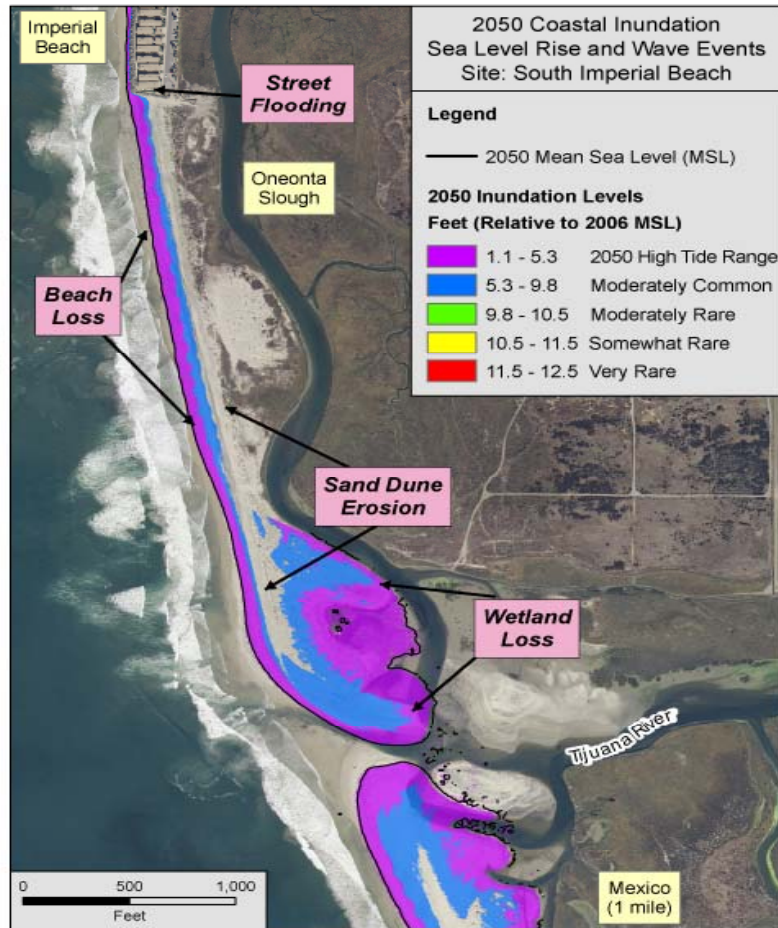 Imperial
Beach
Street
Flooding
Oneonta
Slough
Beach
Loss
Sand Dune
Erosion
Wetland
Loss
Tijuana River
Mexico
(1 mile)
0 500 1,000
Feet
2050 Coastal Inundation
Sea Level Rise and Wave Events
Site: South Imperial Beach
Legend
2050 Mean Sea Level (MSL)
2050 Inundation Levels
Feet (Relative to 2006 MSL)
1.1 - 5.3 2050 High Tide Range
5.3 - 9.8 Moderately Common
9.8 - 10.5 Moderately Rare
10.5 - 11.5 Somewhat Rare
11.5 - 12.5 Very Rare